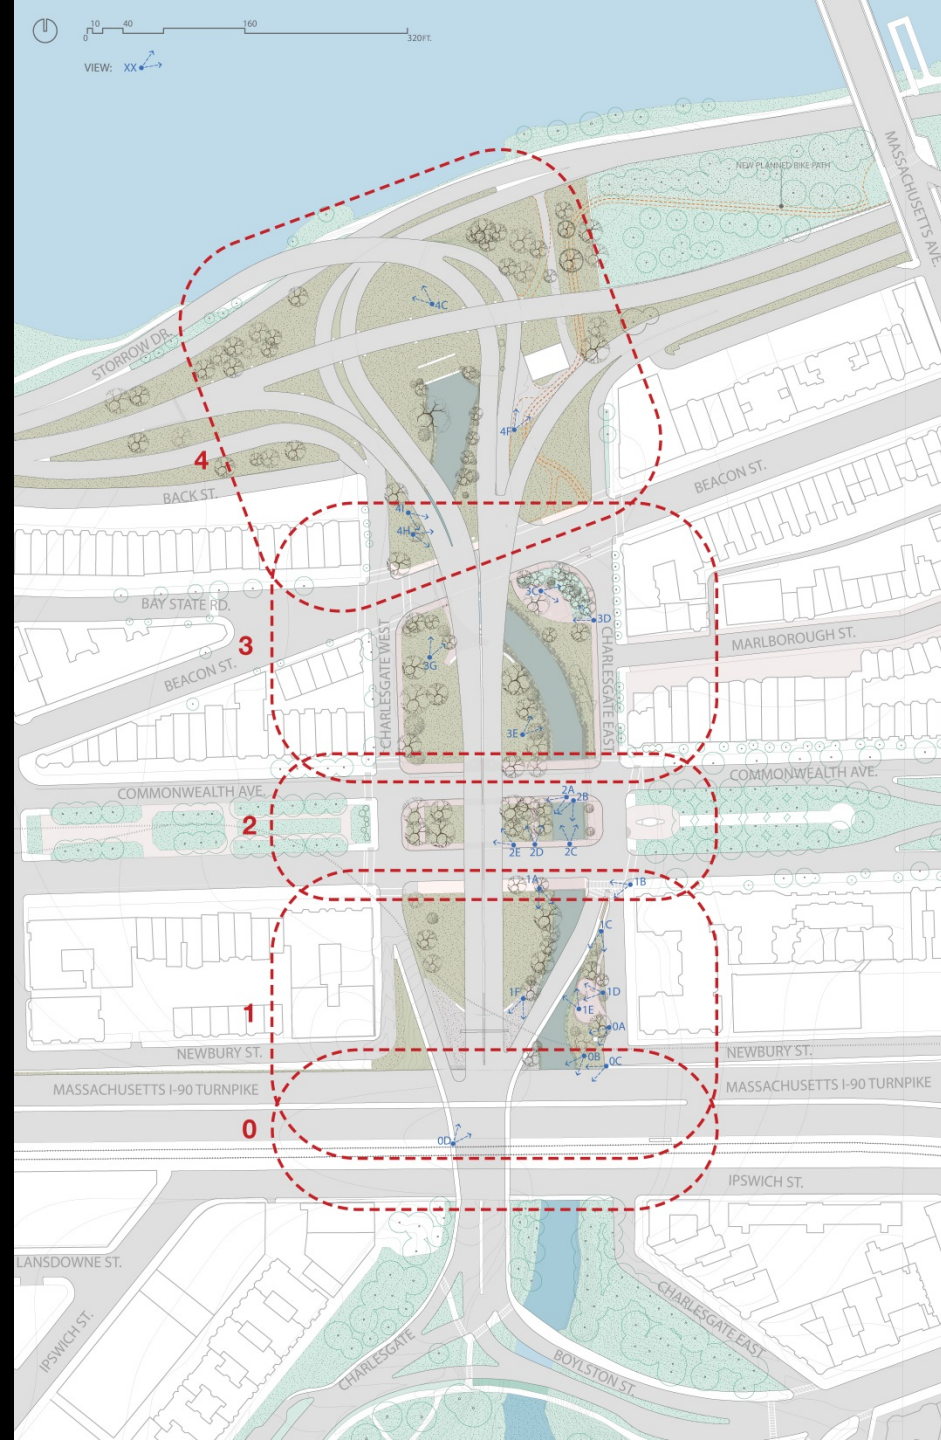 10 40 160
0 320FT.
VIEW: XX
MASSACHUSETTS AVE.
NEW PLANNED BIKE PATH
4C
STORROW DR.
4F
4
BACK ST.
BEACON ST.
4I
4H
3C
BAY STATE RD.
3D
MARLBOROUGH ST.
3
CHARLESGATE WEST
3G
CHARLESGATE EAST
BEACON ST.
3E
COMMONWEALTH AVE.
COMMONWEALTH AVE.
2A
2B
2
2E 2D 2C
1A
1B
1C
1F
1D
1E
1
0A
NEWBURY ST.
NEWBURY ST.
0B
0C
MASSACHUSETTS I-90 TURNPIKE
MASSACHUSETTS I-90 TURNPIKE
0
0D
IPSWICH ST.
LANSDOWNE ST.
IPSWICH ST.
CHARLESGATE
BOYLSTON ST.
CHARLESGATE EAST